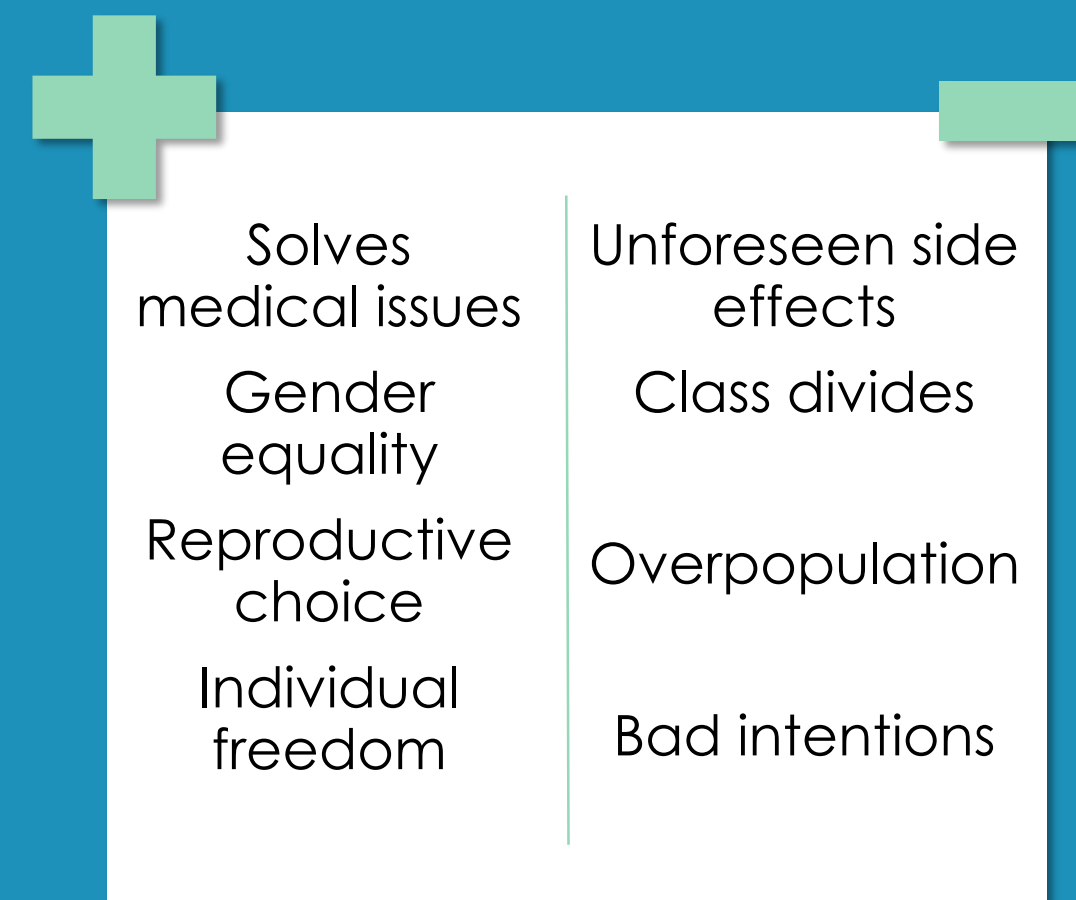 Solves
medical issues
Gender
equality
Reproductive
choice
Individual
freedom
Unforeseen side
effects
Class divides
Overpopulation
Bad intentions